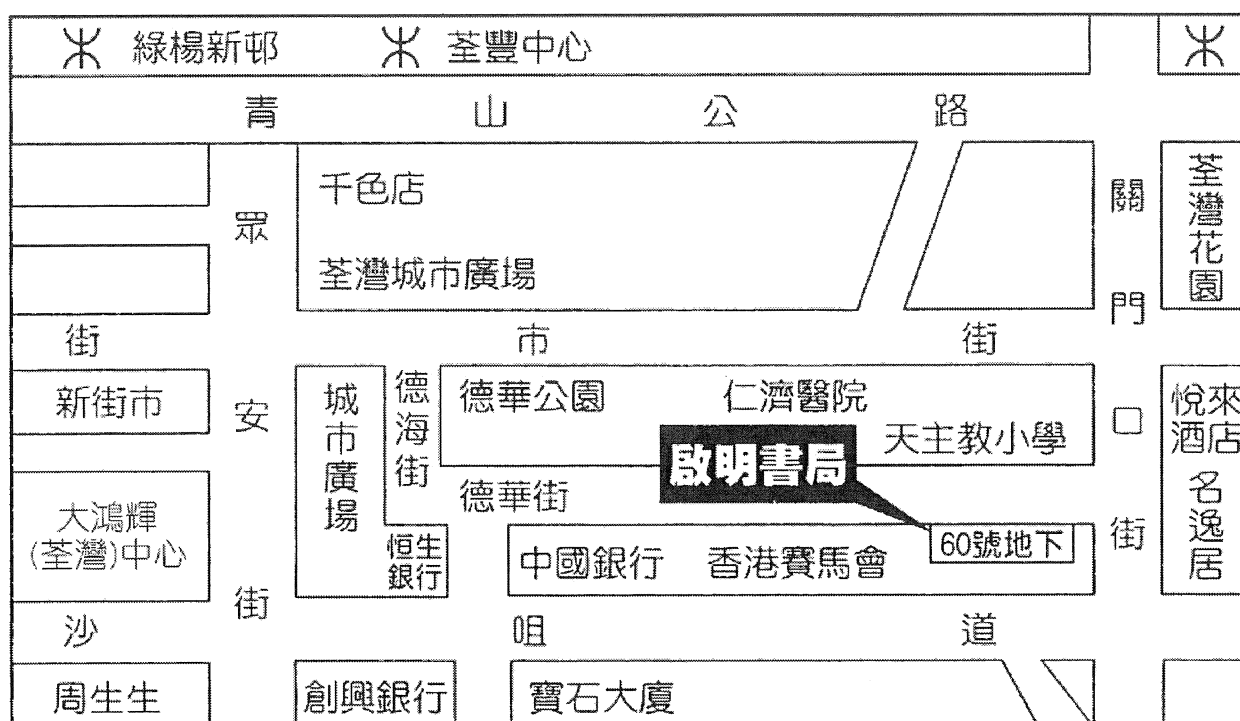 綠楊新邨
荃豐中心
青山公路
千色店
荃灣城市廣場
眾安街
關門口街
荃灣花園
街市街
新街市
城市廣場
德海街
德華公園
仁濟醫院
天主教小學
啟明書局
悅來酒店
名逸居
大鴻輝
(荃灣)中心
德華街
恒生
銀行
中國銀行
香港賽馬會
60號地下
沙咀道
周生生
創興銀行
寶石大廈